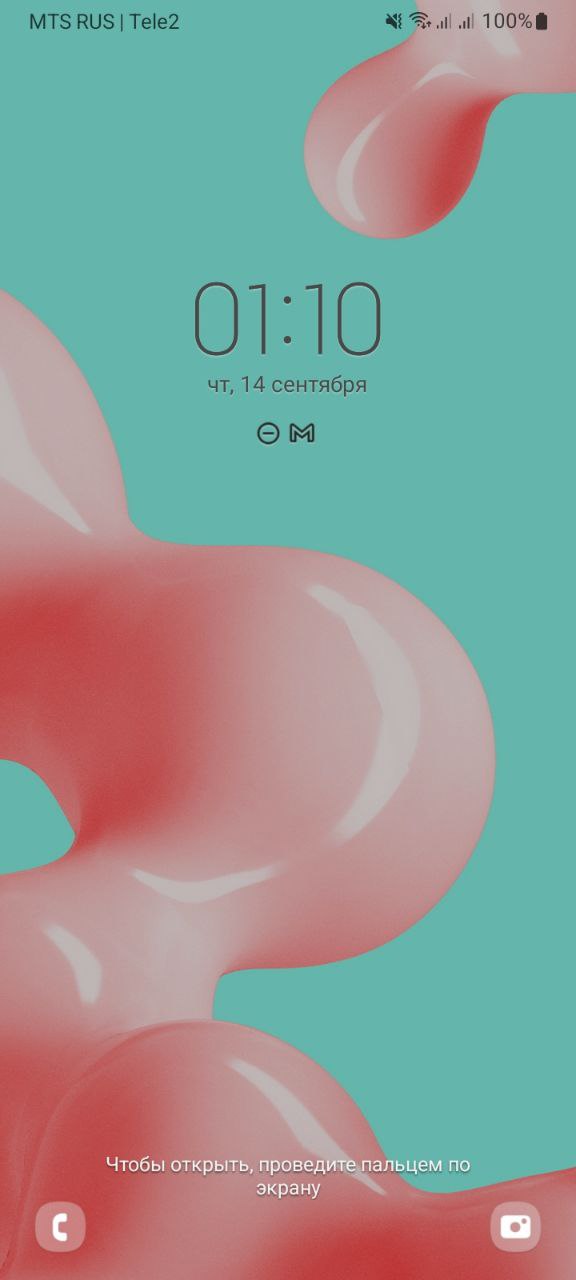 MTS RUS | Tele2 100%
01:10
чт, 14 сентября
Чтобы открыть, проведите пальцем по
экрану